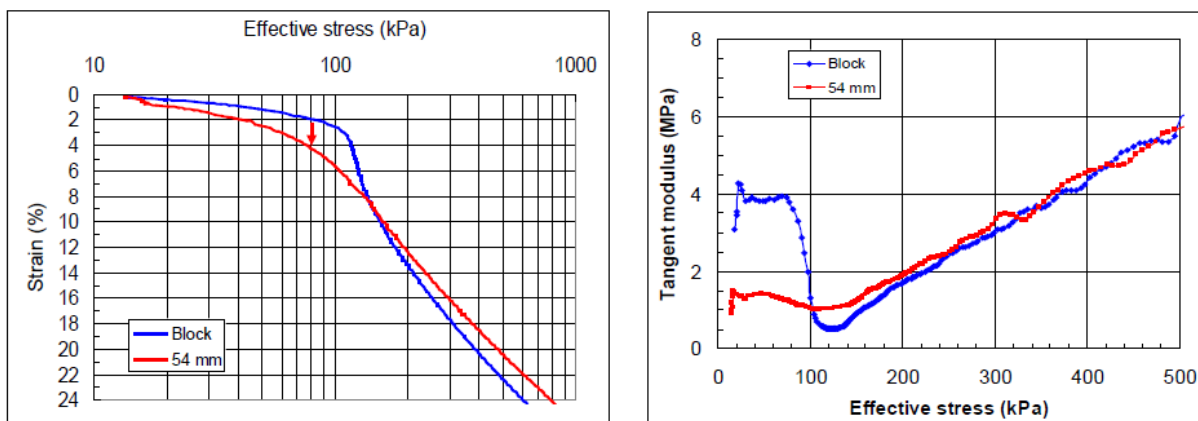 Effective stress (kPa)
10 100 1000
0
2
4
6
8
10
12
14
16
18
20
22
24
Strain (%)
Block
54 mm
8
6
4
2
0
Tangent modulus (MPa)
Block
54 mm
0 100 200 300 400 500
Effective stress (kPa)